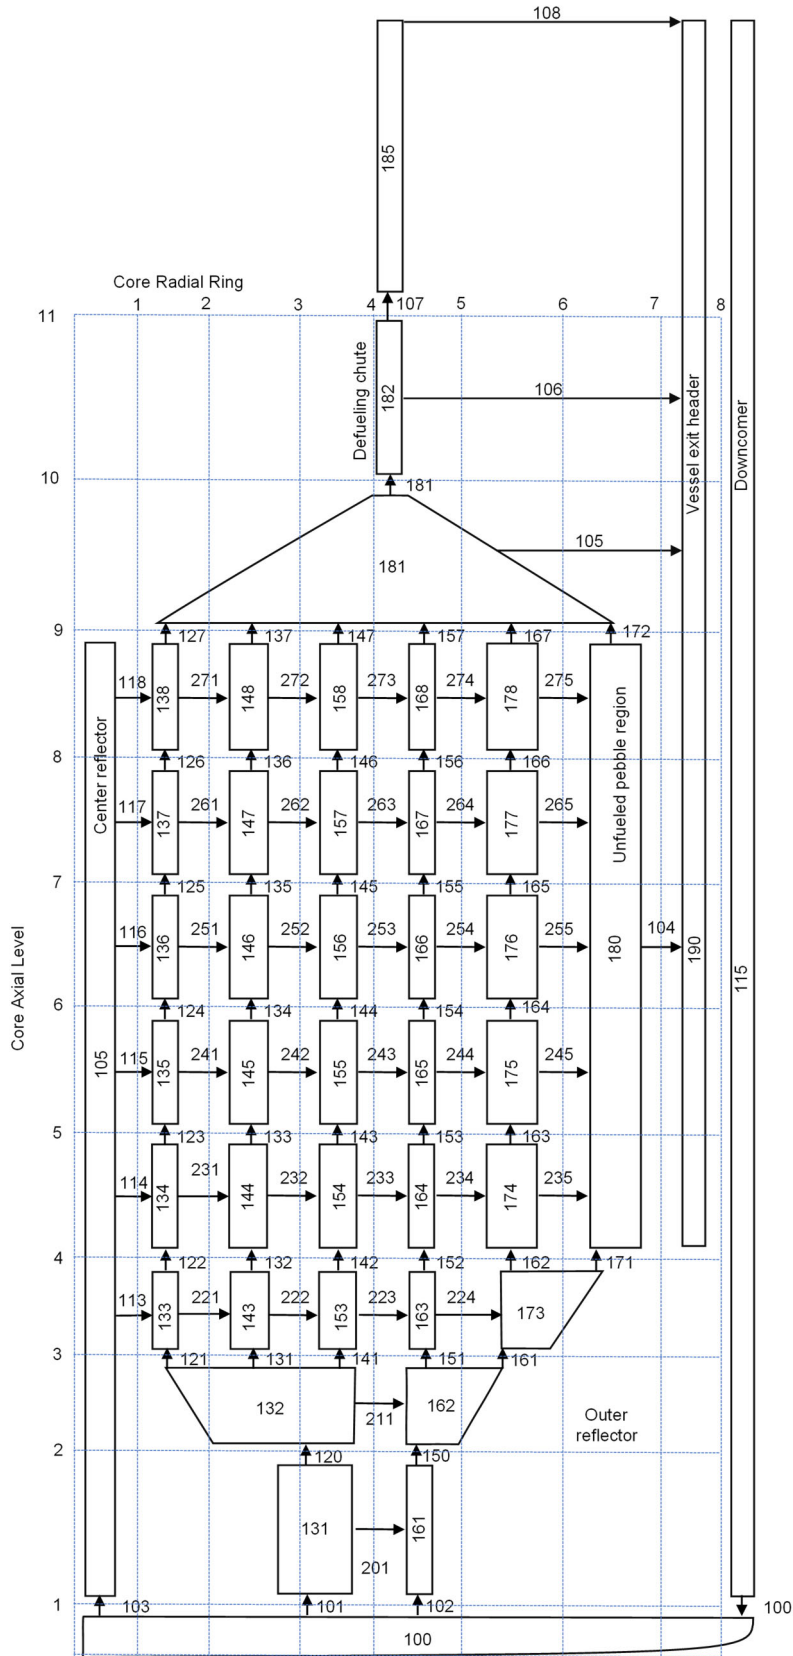 108
185
Core Radial Ring
1 2 3 4 107 5 6 7 8
11
Defueling chute
182
106
Vessel exit header
Downcomer
10
181
105
181
9
127 137 147 157 167 172
118 138 271 148 272 158 273 168 274 178 275
Center reflector
Unfueled pebble region
8
126 136 146 156 166
117 137 261 147 262 157 263 167 264 177 265
7
125 135 145 155 165
116 136 251 146 252 156 253 166 254 176 255 180 104 190
Core Axial Level
115
6
124 134 144 154 164
105 115 135 241 145 242 155 243 165 244 175 245
5
123 133 143 153 163
114 134 231 144 232 154 233 164 234 174 235
4
122 132 142 152 162 171
113 133 221 143 222 153 223 163 224 173
3
121 131 141 151 161
132 211 162
Outer
reflector
2
120 150
131 161
201
1
103 101 102 100
100